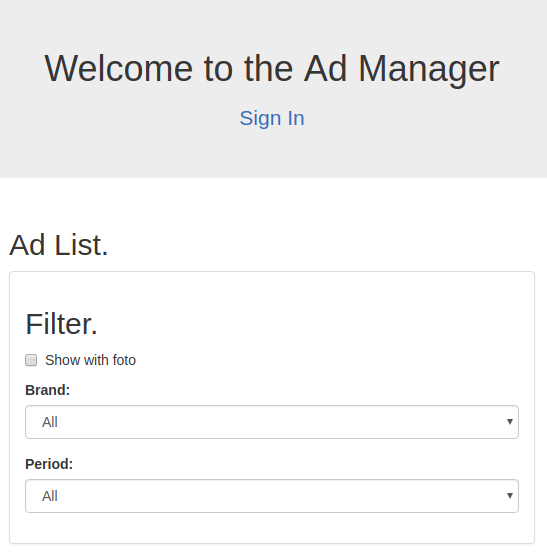 Welcome to the Ad Manager
Sign In
Ad List.
Filter.
Show with foto
Brand:
All
Period:
All